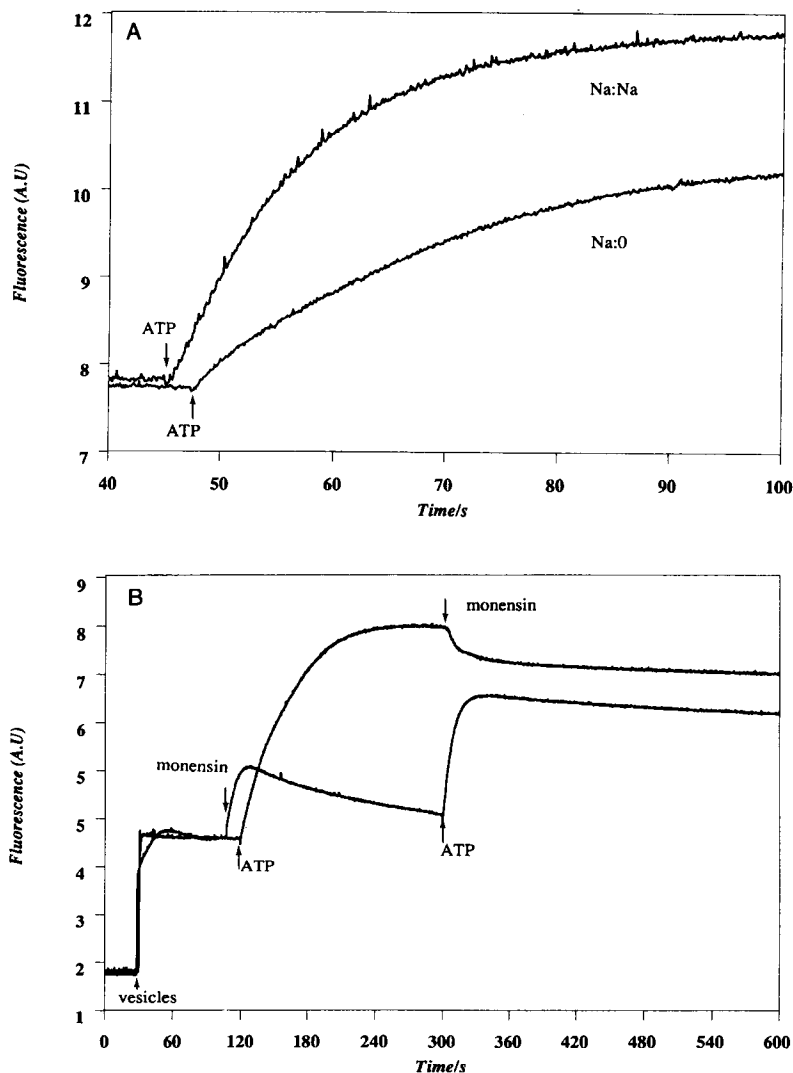 A
12
11
10
9
8
7
Fluorescence (A.U)
Na:Na
Na:0
ATP
ATP
40
50
60
70
80
90
100
Time/s
B
9
8
7
6
5
5
4
3
2
1
Fluorescence (A.U)
monensin
monensin
ATP
ATP
vesicles
0
60
120
180
240
300
360
420
480
540
600
Time/s